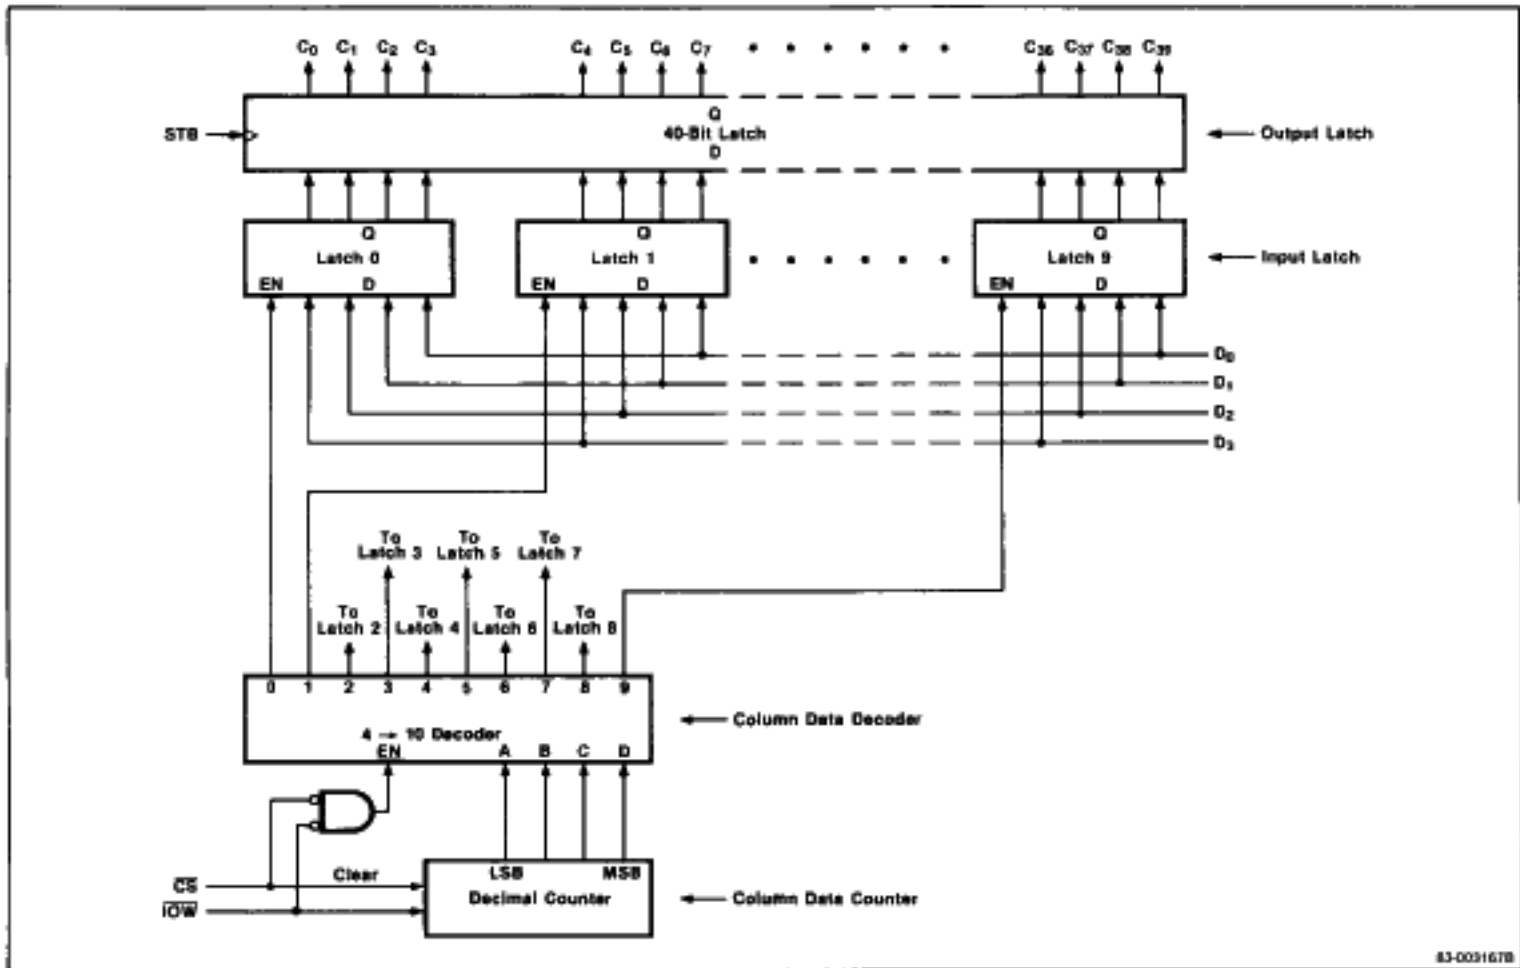 C0 C1 C2 C3 C4 C5 C6 C7 C36 C37 C38 C39
STB
Q
40-Bit Latch
D
Output Latch
Q Q Q
Latch 0 Latch 1 Latch 9
Input Latch
EN D EN D EN D
D0
D1
D2
D3
To To To
Latch 3 Latch 5 Latch 7
To To To To
Latch 2 Latch 4 Latch 6 Latch 8
0 1 2 3 4 5 6 7 8 9
Column Data Decoder
4 → 10 Decoder
EN A B C D
Clear
LSB MSB
C̅S̅
Decimal Counter
Column Data Counter
I̅O̅W̅
83-003167B